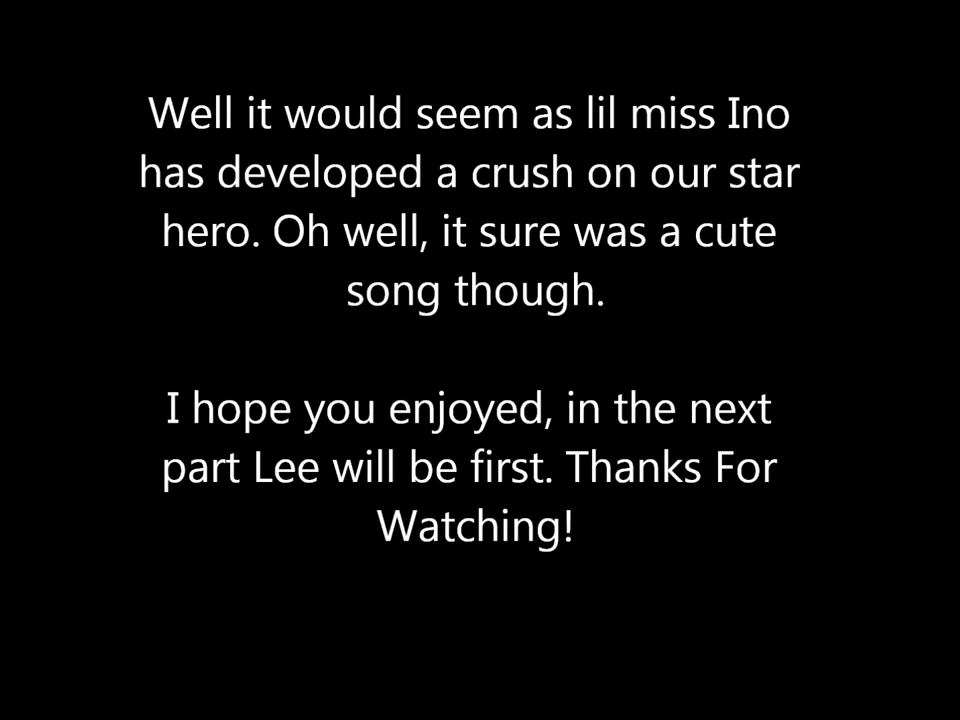 Well it would seem as lil miss Ino
has developed a crush on our star
hero. Oh well, it sure was a cute
song though.
I hope you enjoyed, in the next
part Lee will be first. Thanks For
Watching!